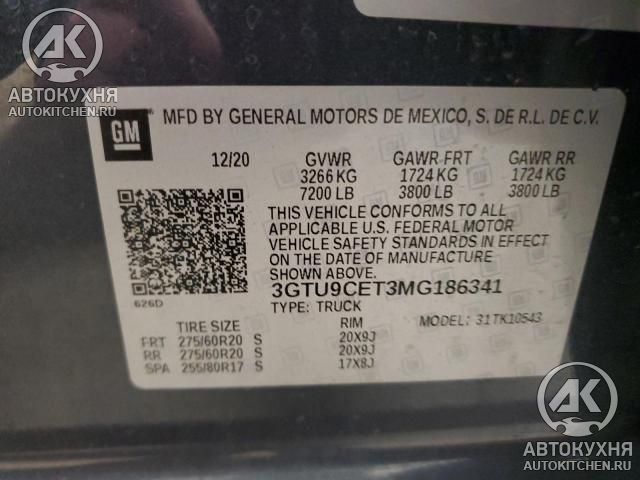 AK
АВТОКУХНЯ
AUTOKITCHEN.RU
GM
MFD BY GENERAL MOTORS DE MEXICO, S. DE R.L. DE C.V.
12/20 GVWR GAWR FRT GAWR RR
3266 KG 1724 KG 1724 KG
7200 LB 3800 LB 3800 LB
THIS VEHICLE CONFORMS TO ALL
APPLICABLE U.S. FEDERAL MOTOR
VEHICLE SAFETY STANDARDS IN EFFECT
ON THE DATE OF MANUFACTURE
SHOWN ABOVE.
626D
3GTU9CET3MG186341
TYPE: TRUCK MODEL: 31TK10543
TIRE SIZE RIM
FRT 275/60R20 S 20X9J
RR 275/60R20 S 20X9J
SPA 255/80R17 S 17X8J
AK
АВТОКУХНЯ
AUTOKITCHEN.RU